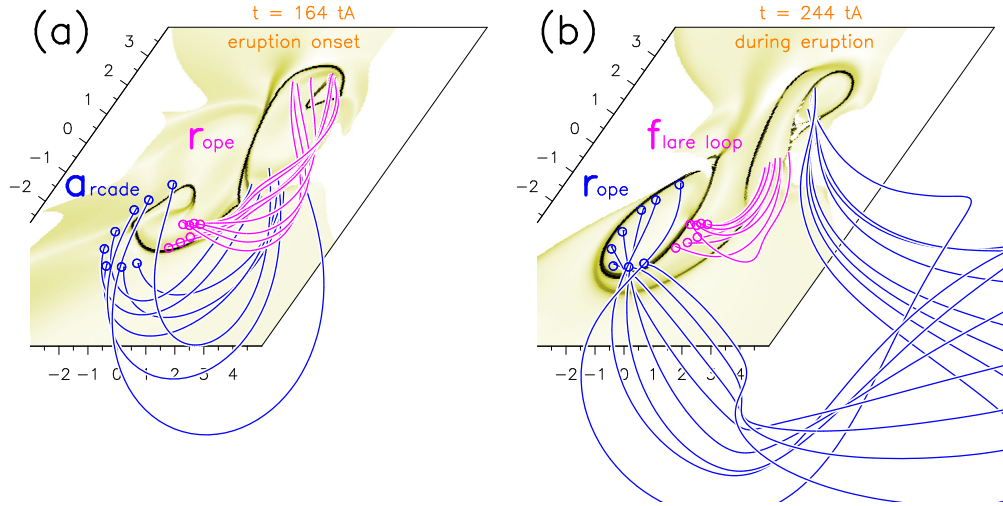 (a)
t = 164 tA
eruption onset
3
2
1
0
-1
-2
rope
arcade
-2 -1 0 1 2 3 4
(b)
t = 244 tA
during eruption
3
2
1
0
-1
-2
flare loop
rope
-2 -1 0 1 2 3 4